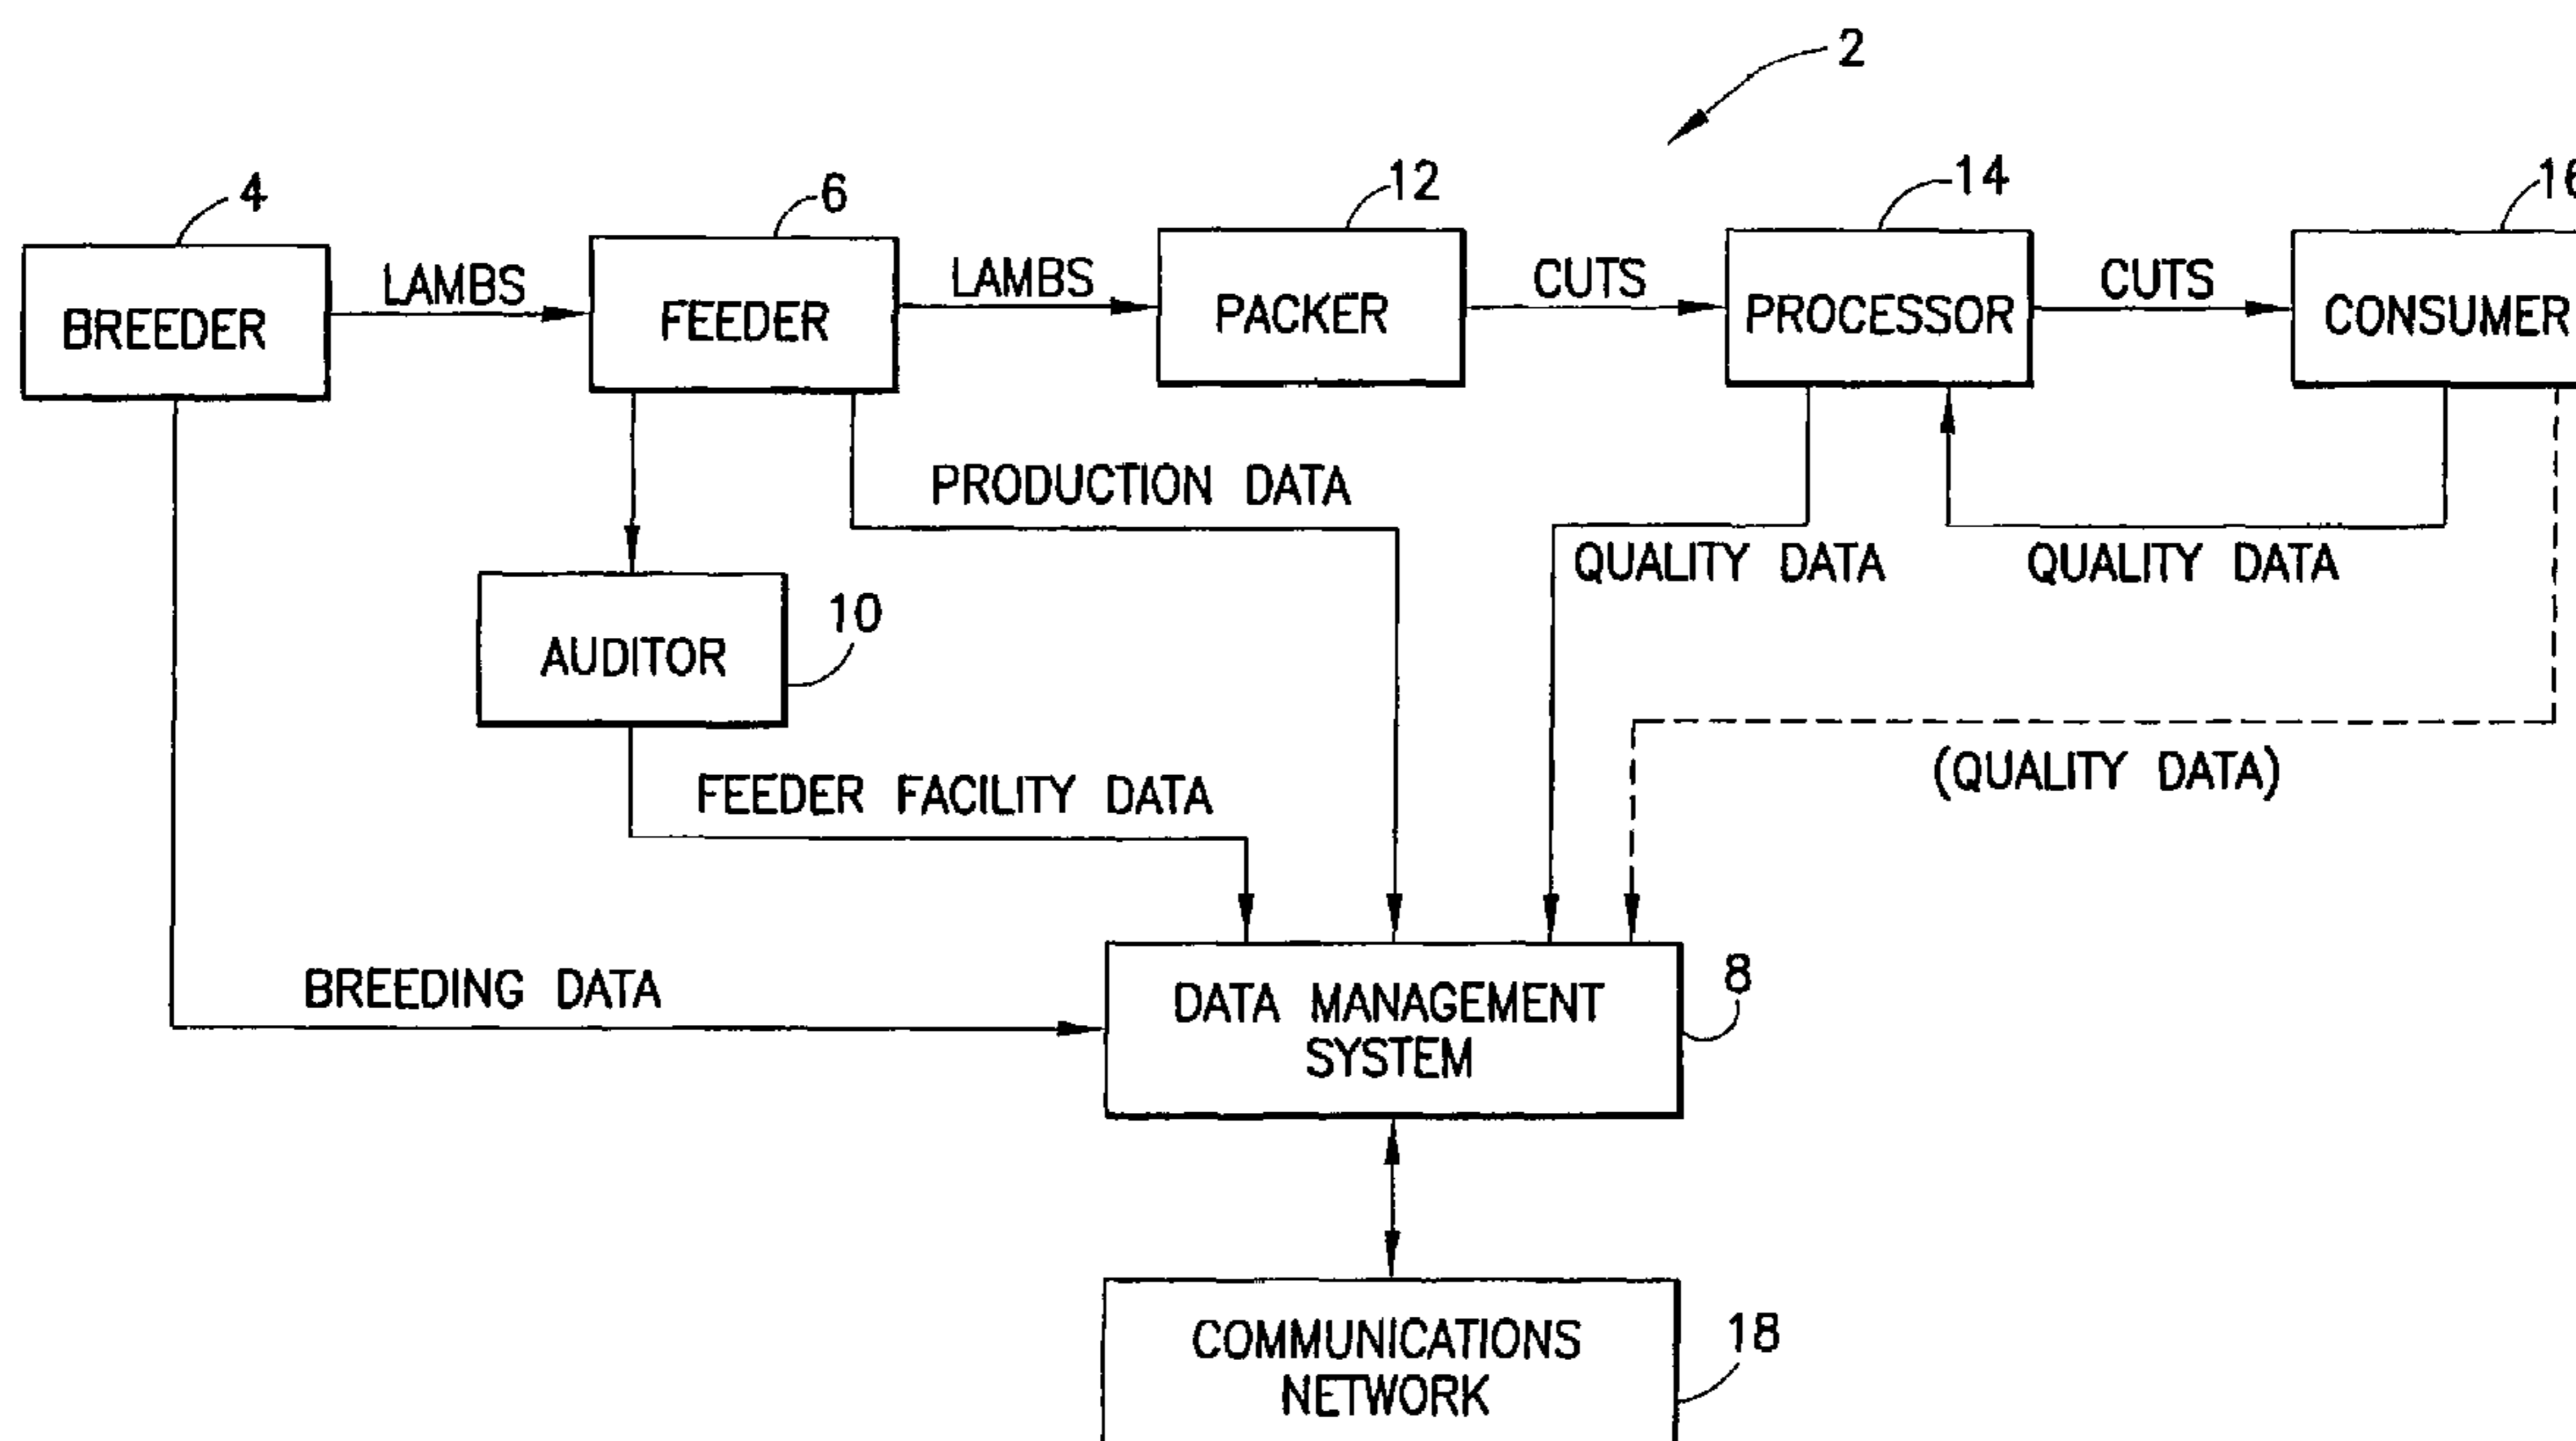 2
4
6
12
14
16
BREEDER
LAMBS
FEEDER
LAMBS
PACKER
CUTS
PROCESSOR
CUTS
CONSUMER
PRODUCTION DATA
QUALITY DATA
QUALITY DATA
AUDITOR
10
FEEDER FACILITY DATA
(QUALITY DATA)
BREEDING DATA
DATA MANAGEMENT
SYSTEM
8
COMMUNICATIONS
NETWORK
18